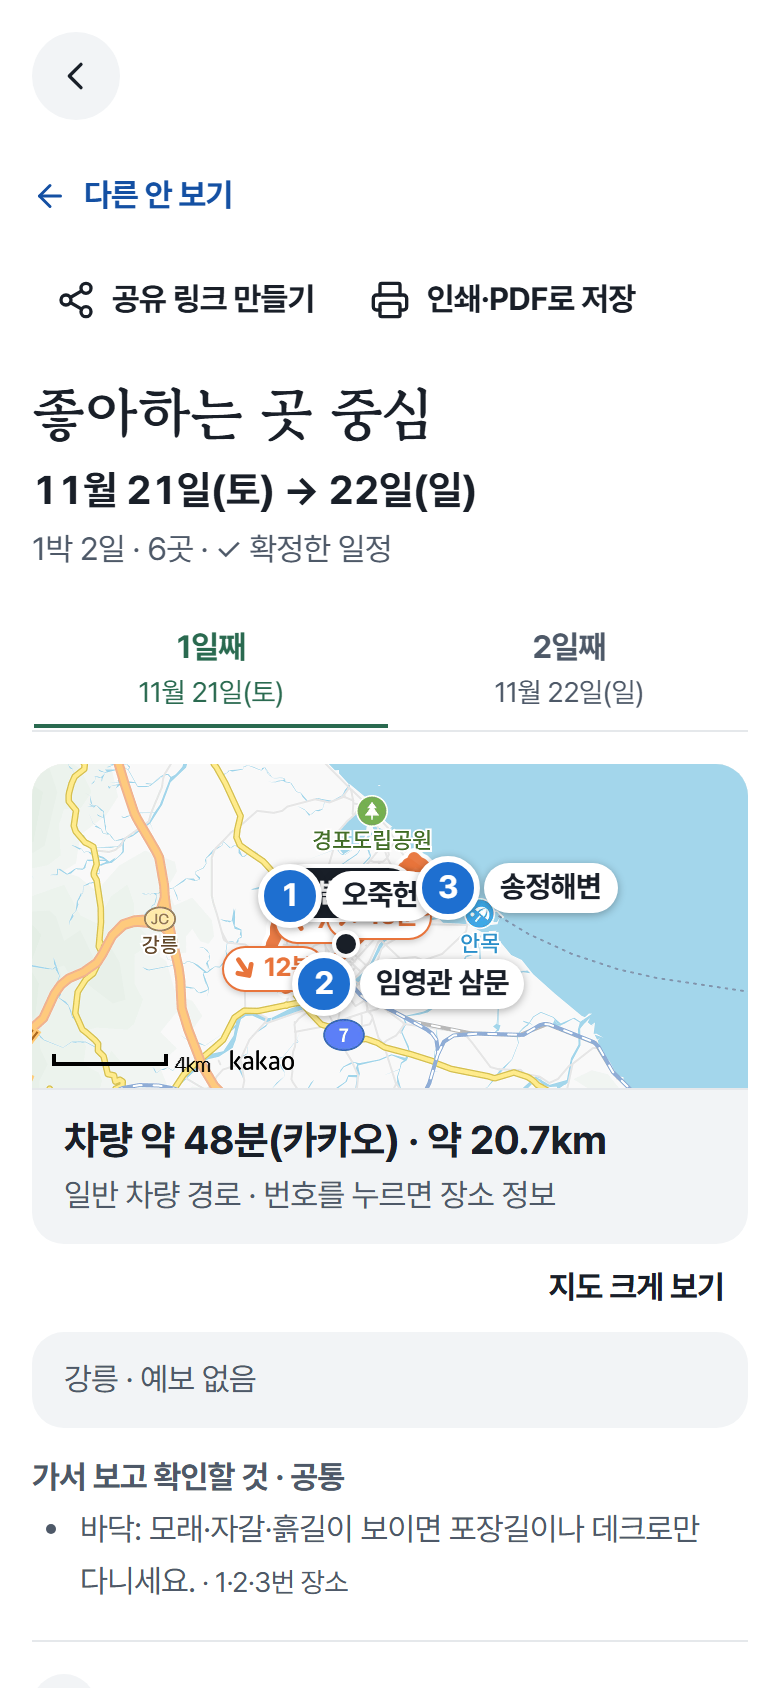 다른 안 보기
공유 링크 만들기
인쇄·PDF로 저장
좋아하는 곳 중심
11월 21일(토) → 22일(일)
1박 2일 · 6곳 · ✓ 확정한 일정
1일째
11월 21일(토)
2일째
11월 22일(일)
경포도립공원
1
오죽헌
3
송정해변
JC
강릉
안목
12
2
임영관 삼문
7
4km
kakao
차량 약 48분(카카오) · 약 20.7km
일반 차량 경로 · 번호를 누르면 장소 정보
지도 크게 보기
강릉 · 예보 없음
가서 보고 확인할 것 · 공통
• 바닥: 모래·자갈·흙길이 보이면 포장길이나 데크로만
다니세요. · 1·2·3번 장소